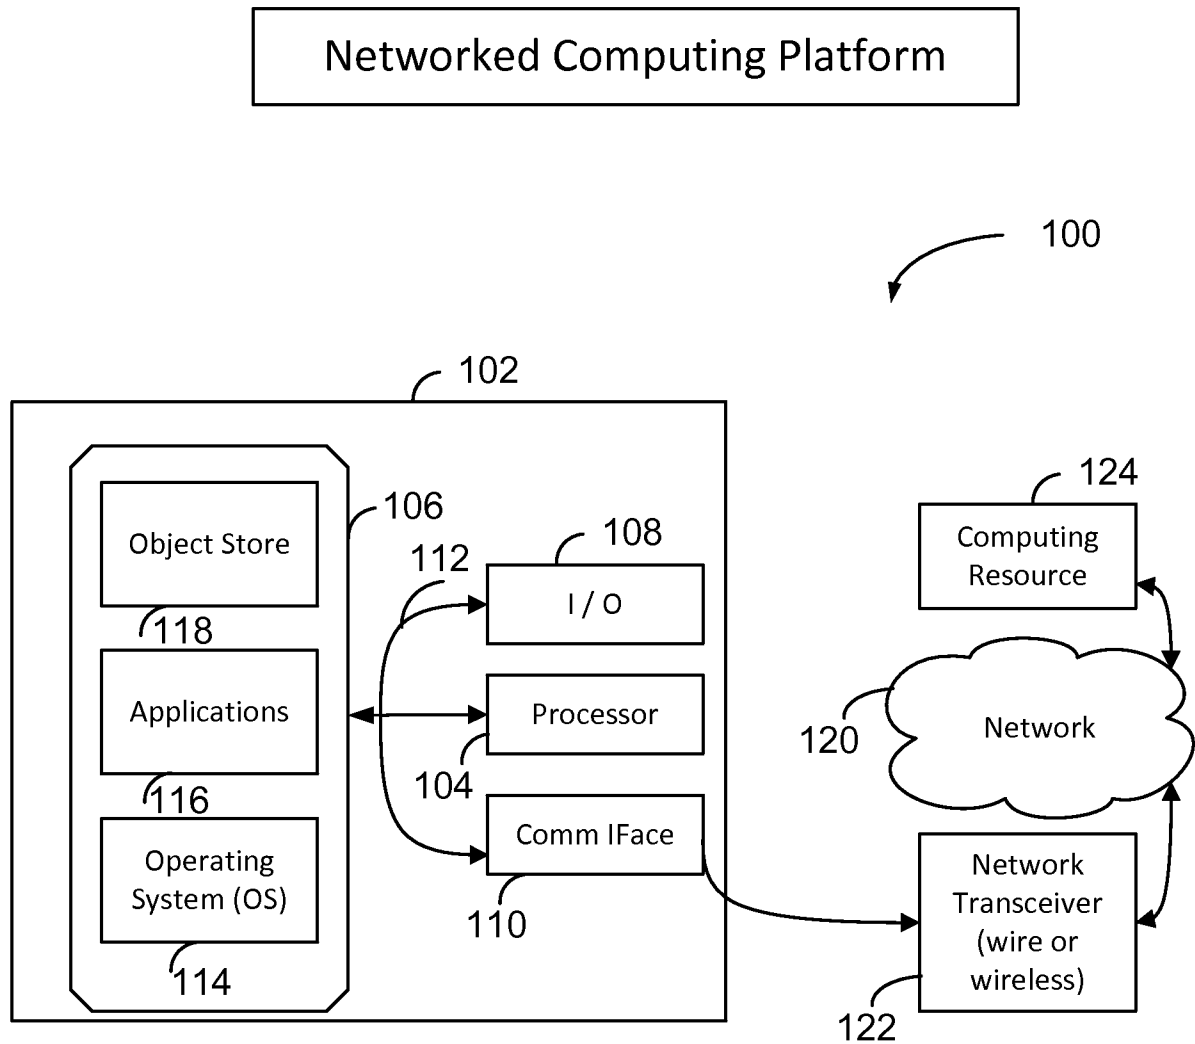 Networked Computing Platform
100
102
Object Store
118
106
Applications
116
Operating
System (OS)
114
112
108
I / O
Processor
104
Comm IFace
110
124
Computing
Resource
120
Network
Network
Transceiver
(wire or
wireless)
122